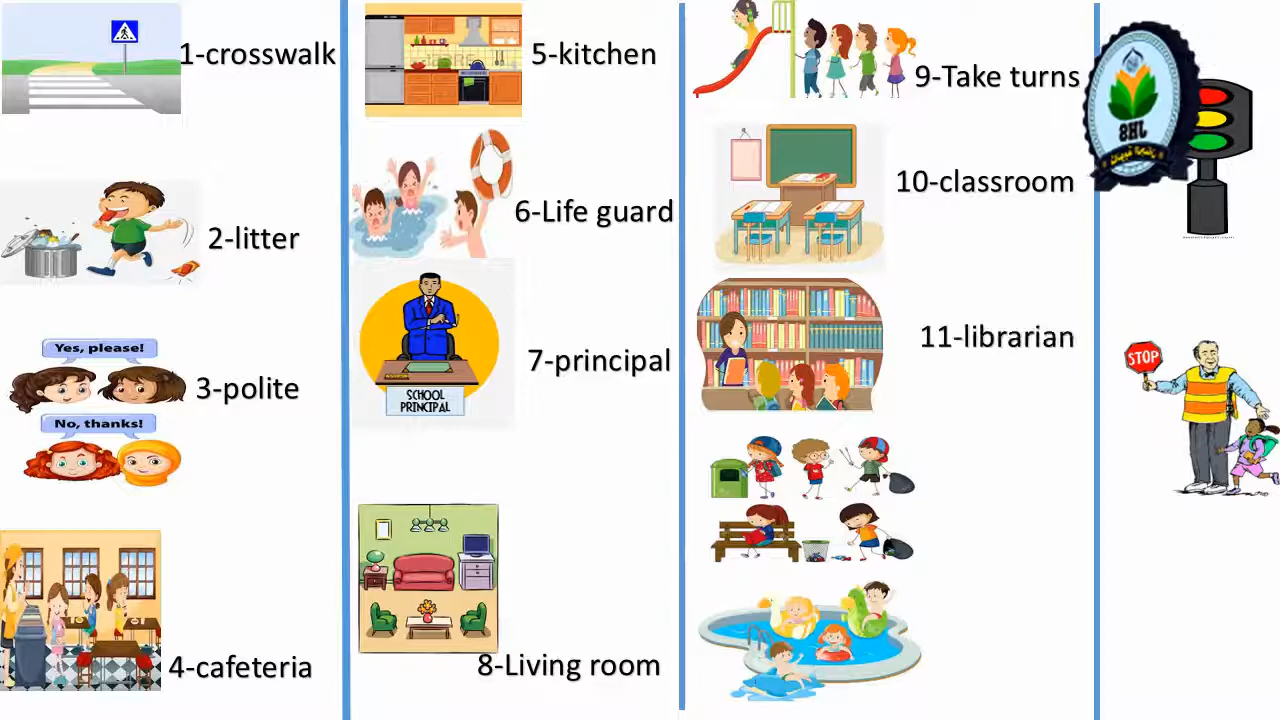 1-crosswalk
2-litter
Yes, please!
3-polite
No, thanks!
4-cafeteria
5-kitchen
6-Life guard
7-principal
SCHOOL
PRINCIPAL
8-Living room
9-Take turns
10-classroom
11-librarian
8HL
STOP